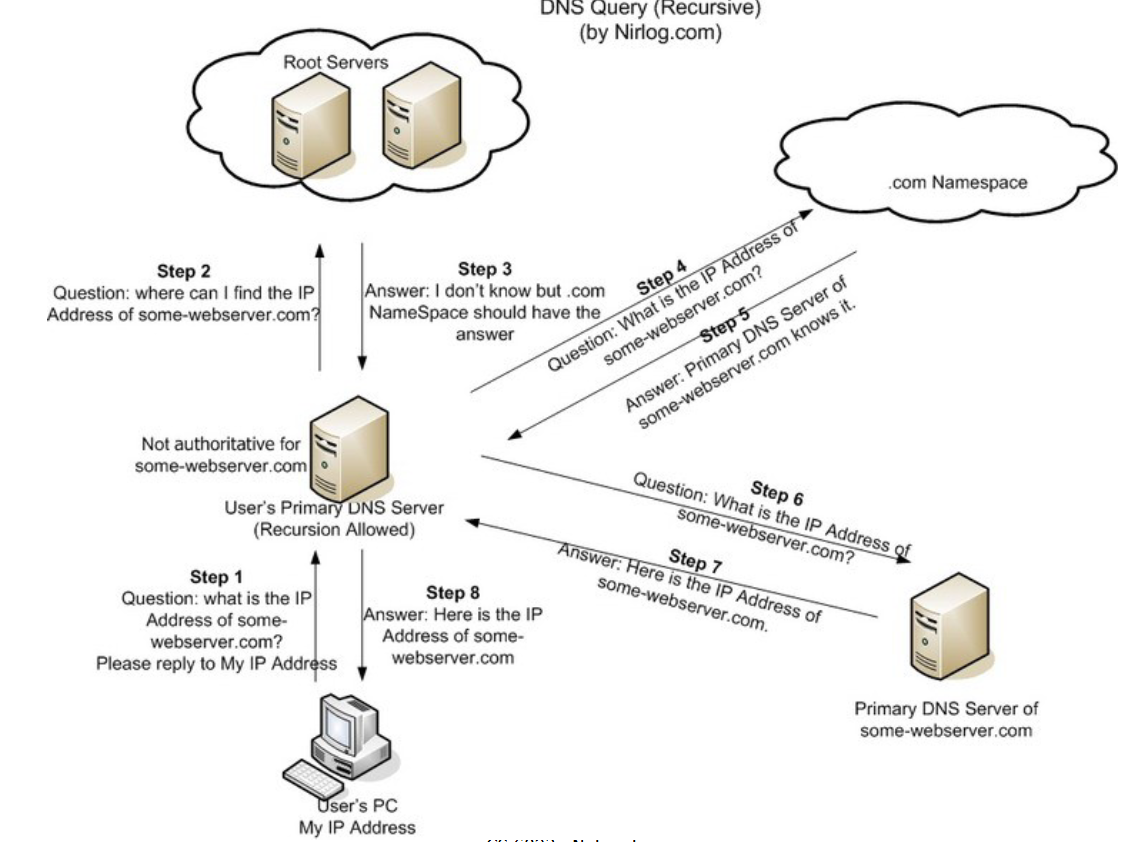 DNS Query (Recursive)
(by Nirlog.com)
Root Servers
.com Namespace
Step 2
Question: where can I find the IP
Address of some-webserver.com?
Step 3
Answer: I don't know but .com
NameSpace should have the
answer
Step 4
Question: What is the IP Address of
some-webserver.com?
Step 5
Answer: Primary DNS Server of
some-webserver.com knows it.
Not authoritative for
some-webserver.com
User's Primary DNS Server
(Recursion Allowed)
Step 6
Question: What is the IP Address of
some-webserver.com?
Step 7
Answer: Here is the IP Address of
some-webserver.com.
Step 1
Question: what is the IP
Address of some-
webserver.com?
Please reply to My IP Address
Step 8
Answer: Here is the IP
Address of some-
webserver.com
Primary DNS Server of
some-webserver.com
User's PC
My IP Address